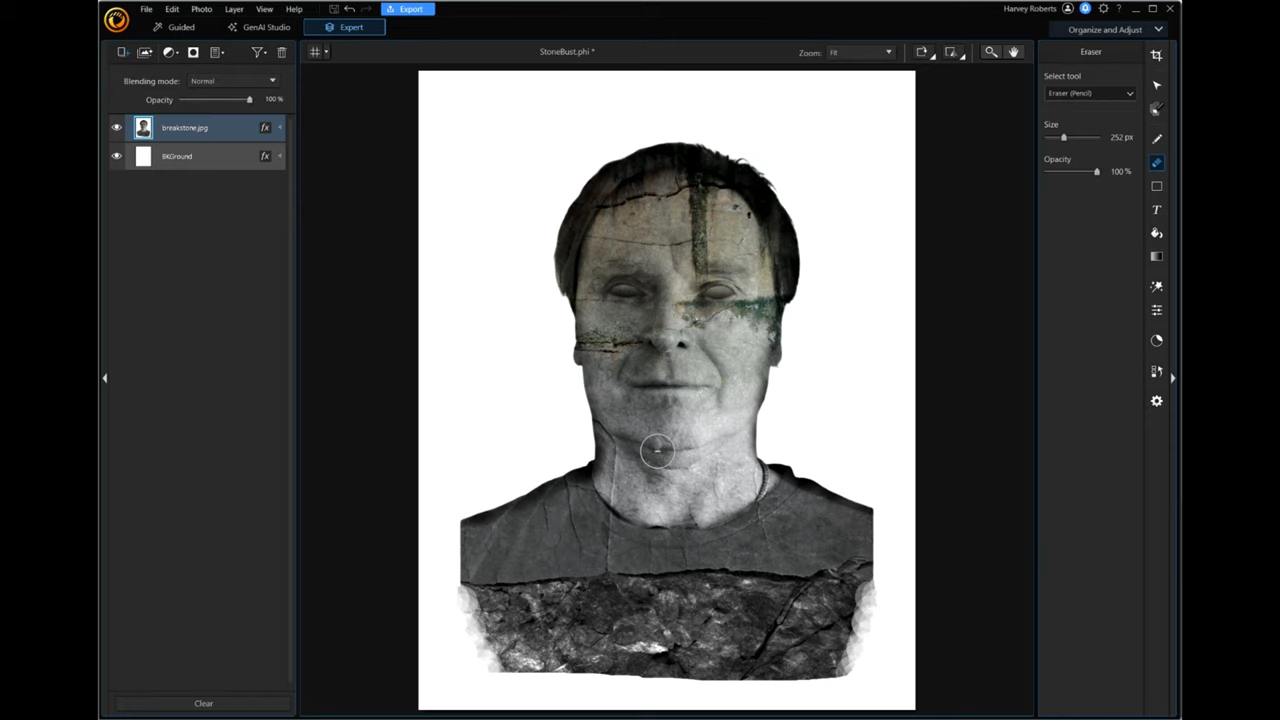 File Edit Photo Layer View Help Export Harvey Roberts ?
Guided GenAI Studio Expert Organize and Adjust
StoneBust.phi * Zoom: Fit Eraser
Blending mode: Normal
Opacity 100 %
breakstone.jpg fx
BKGround fx
Clear
Select tool
Eraser (Pencil)
Size
252 px
Opacity
100 %
T